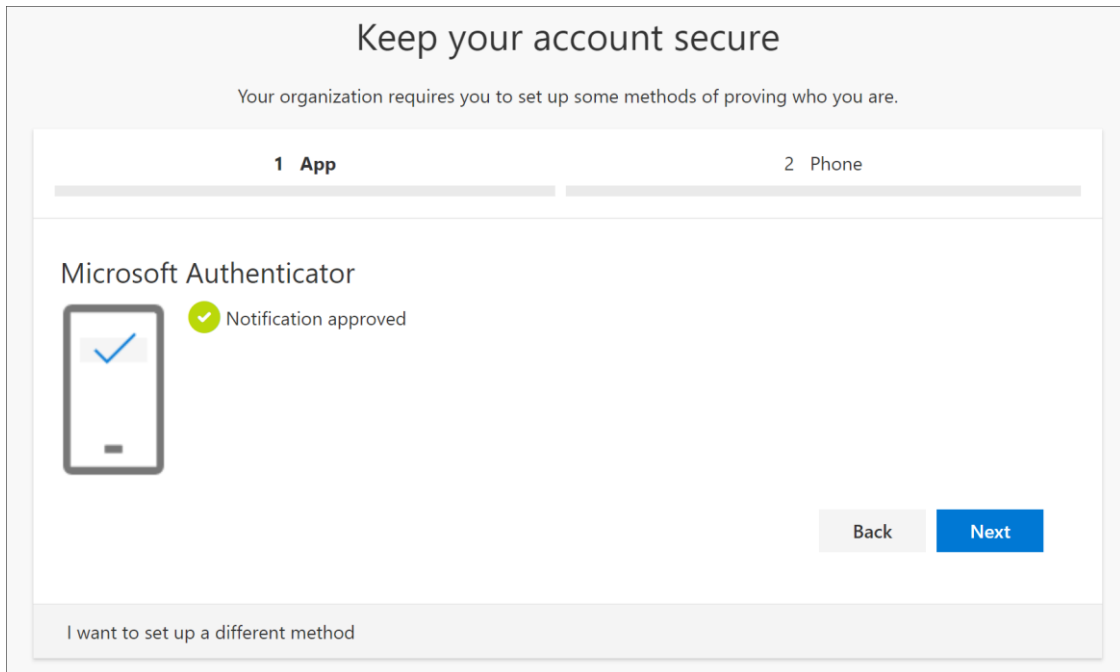 Keep your account secure
Your organization requires you to set up some methods of proving who you are.
1 App
2 Phone
Microsoft Authenticator
Notification approved
Back
Next
I want to set up a different method